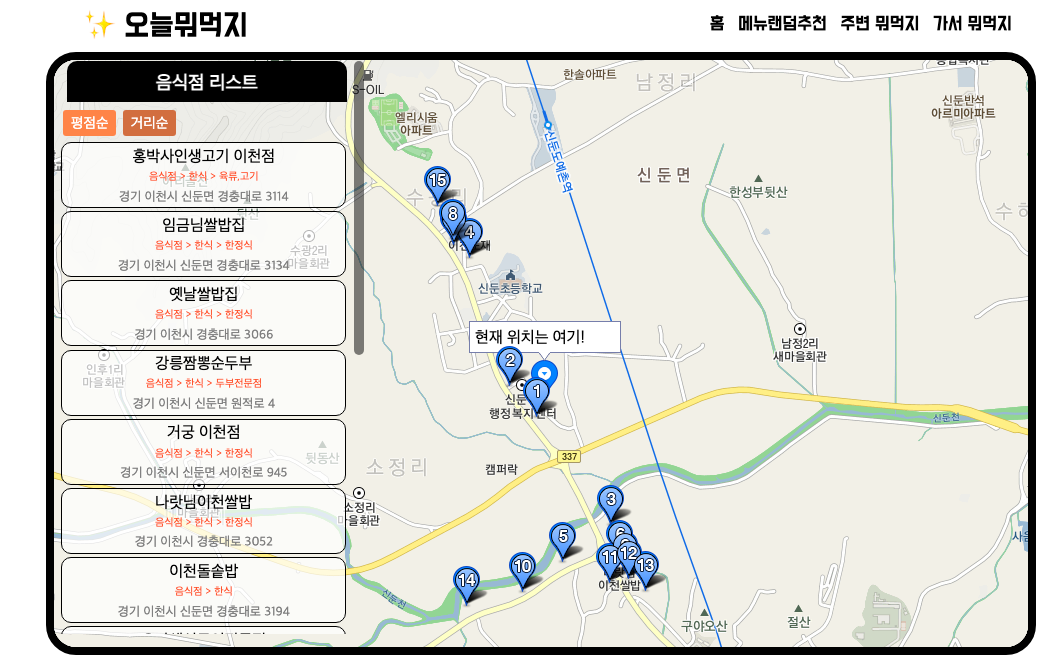 ✨ 오늘뭐먹지
홈 메뉴랜덤추천 주변 뭐먹지 가서 뭐먹지
음식점 리스트
평점순 거리순
홍박사인생고기 이천점
음식점 > 한식 > 육류,고기
경기 이천시 신둔면 경충대로 3114
임금님쌀밥집
음식점 > 한식 > 한정식
경기 이천시 신둔면 경충대로 3134
옛날쌀밥집
음식점 > 한식 > 한정식
경기 이천시 경충대로 3066
강릉짬뽕순두부
음식점 > 한식 > 두부전문점
경기 이천시 신둔면 원적로 4
거궁 이천점
음식점 > 한식 > 한정식
경기 이천시 신둔면 서이천로 945
나랏님이천쌀밥
음식점 > 한식 > 한정식
경기 이천시 경충대로 3052
이천돌솥밥
음식점 > 한식
경기 이천시 신둔면 경충대로 3194
S-OIL
한솔아파트
남정리
엘리시움
아파트
신둔반석
아르미아파트
신둔도예촌역
신둔면
한성부뒷산
15
8
4
수광2리
마을회관
신둔초등학교
현재 위치는 여기!
남정2리
새마을회관
인후1리
마을회관
2
1
행정복지센터
신둔천
337
뒷동산
소정리
캠퍼락
소정리
마을회관
3
5
6
11
12
13
10
14
이천쌀밥
신둔천
구야오산
절산